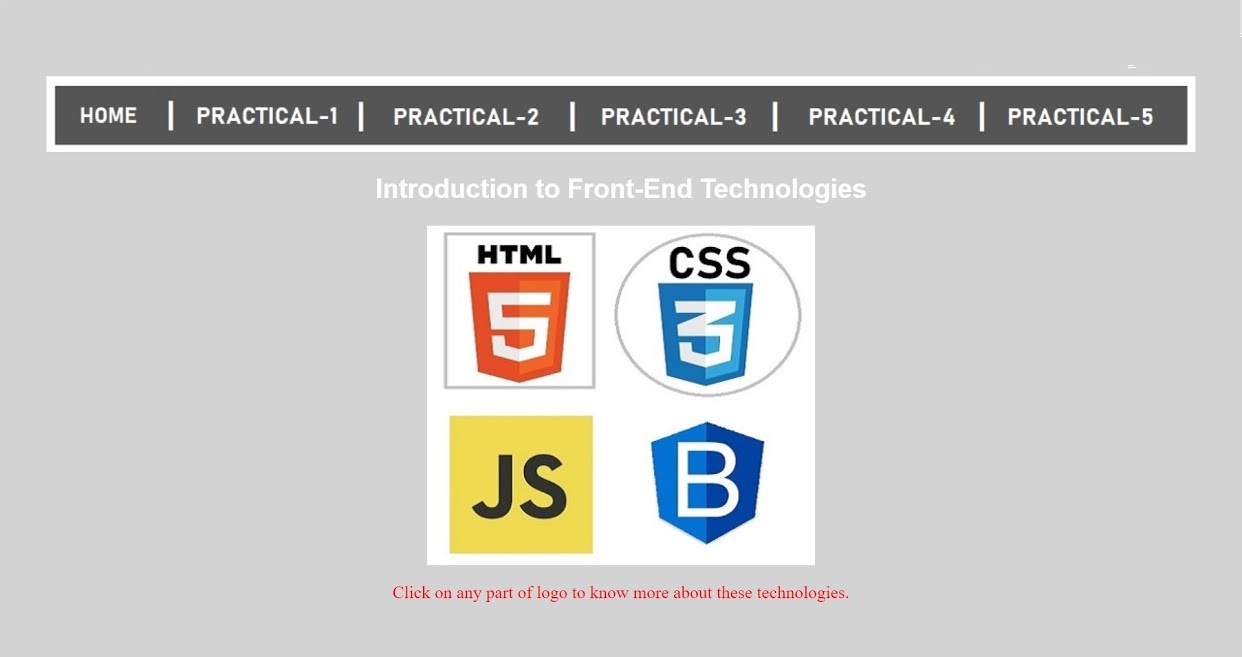 HOME | PRACTICAL-1 | PRACTICAL-2 | PRACTICAL-3 | PRACTICAL-4 | PRACTICAL-5
Introduction to Front-End Technologies
HTML CSS
5 3
JS B
Click on any part of logo to know more about these technologies.